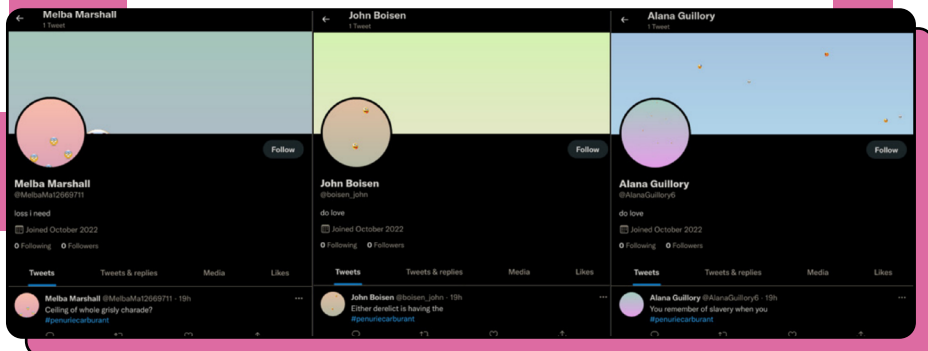 Melba Marshall
1 Tweet
Follow
Melba Marshall
@MelbaMa12669711
loss i need
Joined October 2022
0 Following 0 Followers
Tweets Tweets & replies Media Likes
Melba Marshall @MelbaMa12669711 · 19h
Ceiling of whole grisly charade?
#penuriecarburant
John Boisen
1 Tweet
Follow
John Boisen
@boisen_john
do love
Joined October 2022
0 Following 0 Followers
Tweets Tweets & replies Media Likes
John Boisen @boisen_john · 19h
Either derelict is having the
#penuriecarburant
Alana Guillory
1 Tweet
Follow
Alana Guillory
@AlanaGuillory6
do love
Joined October 2022
0 Following 0 Followers
Tweets Tweets & replies Media Likes
Alana Guillory @AlanaGuillory6 · 19h
You remember of slavery when you
#penuriecarburant